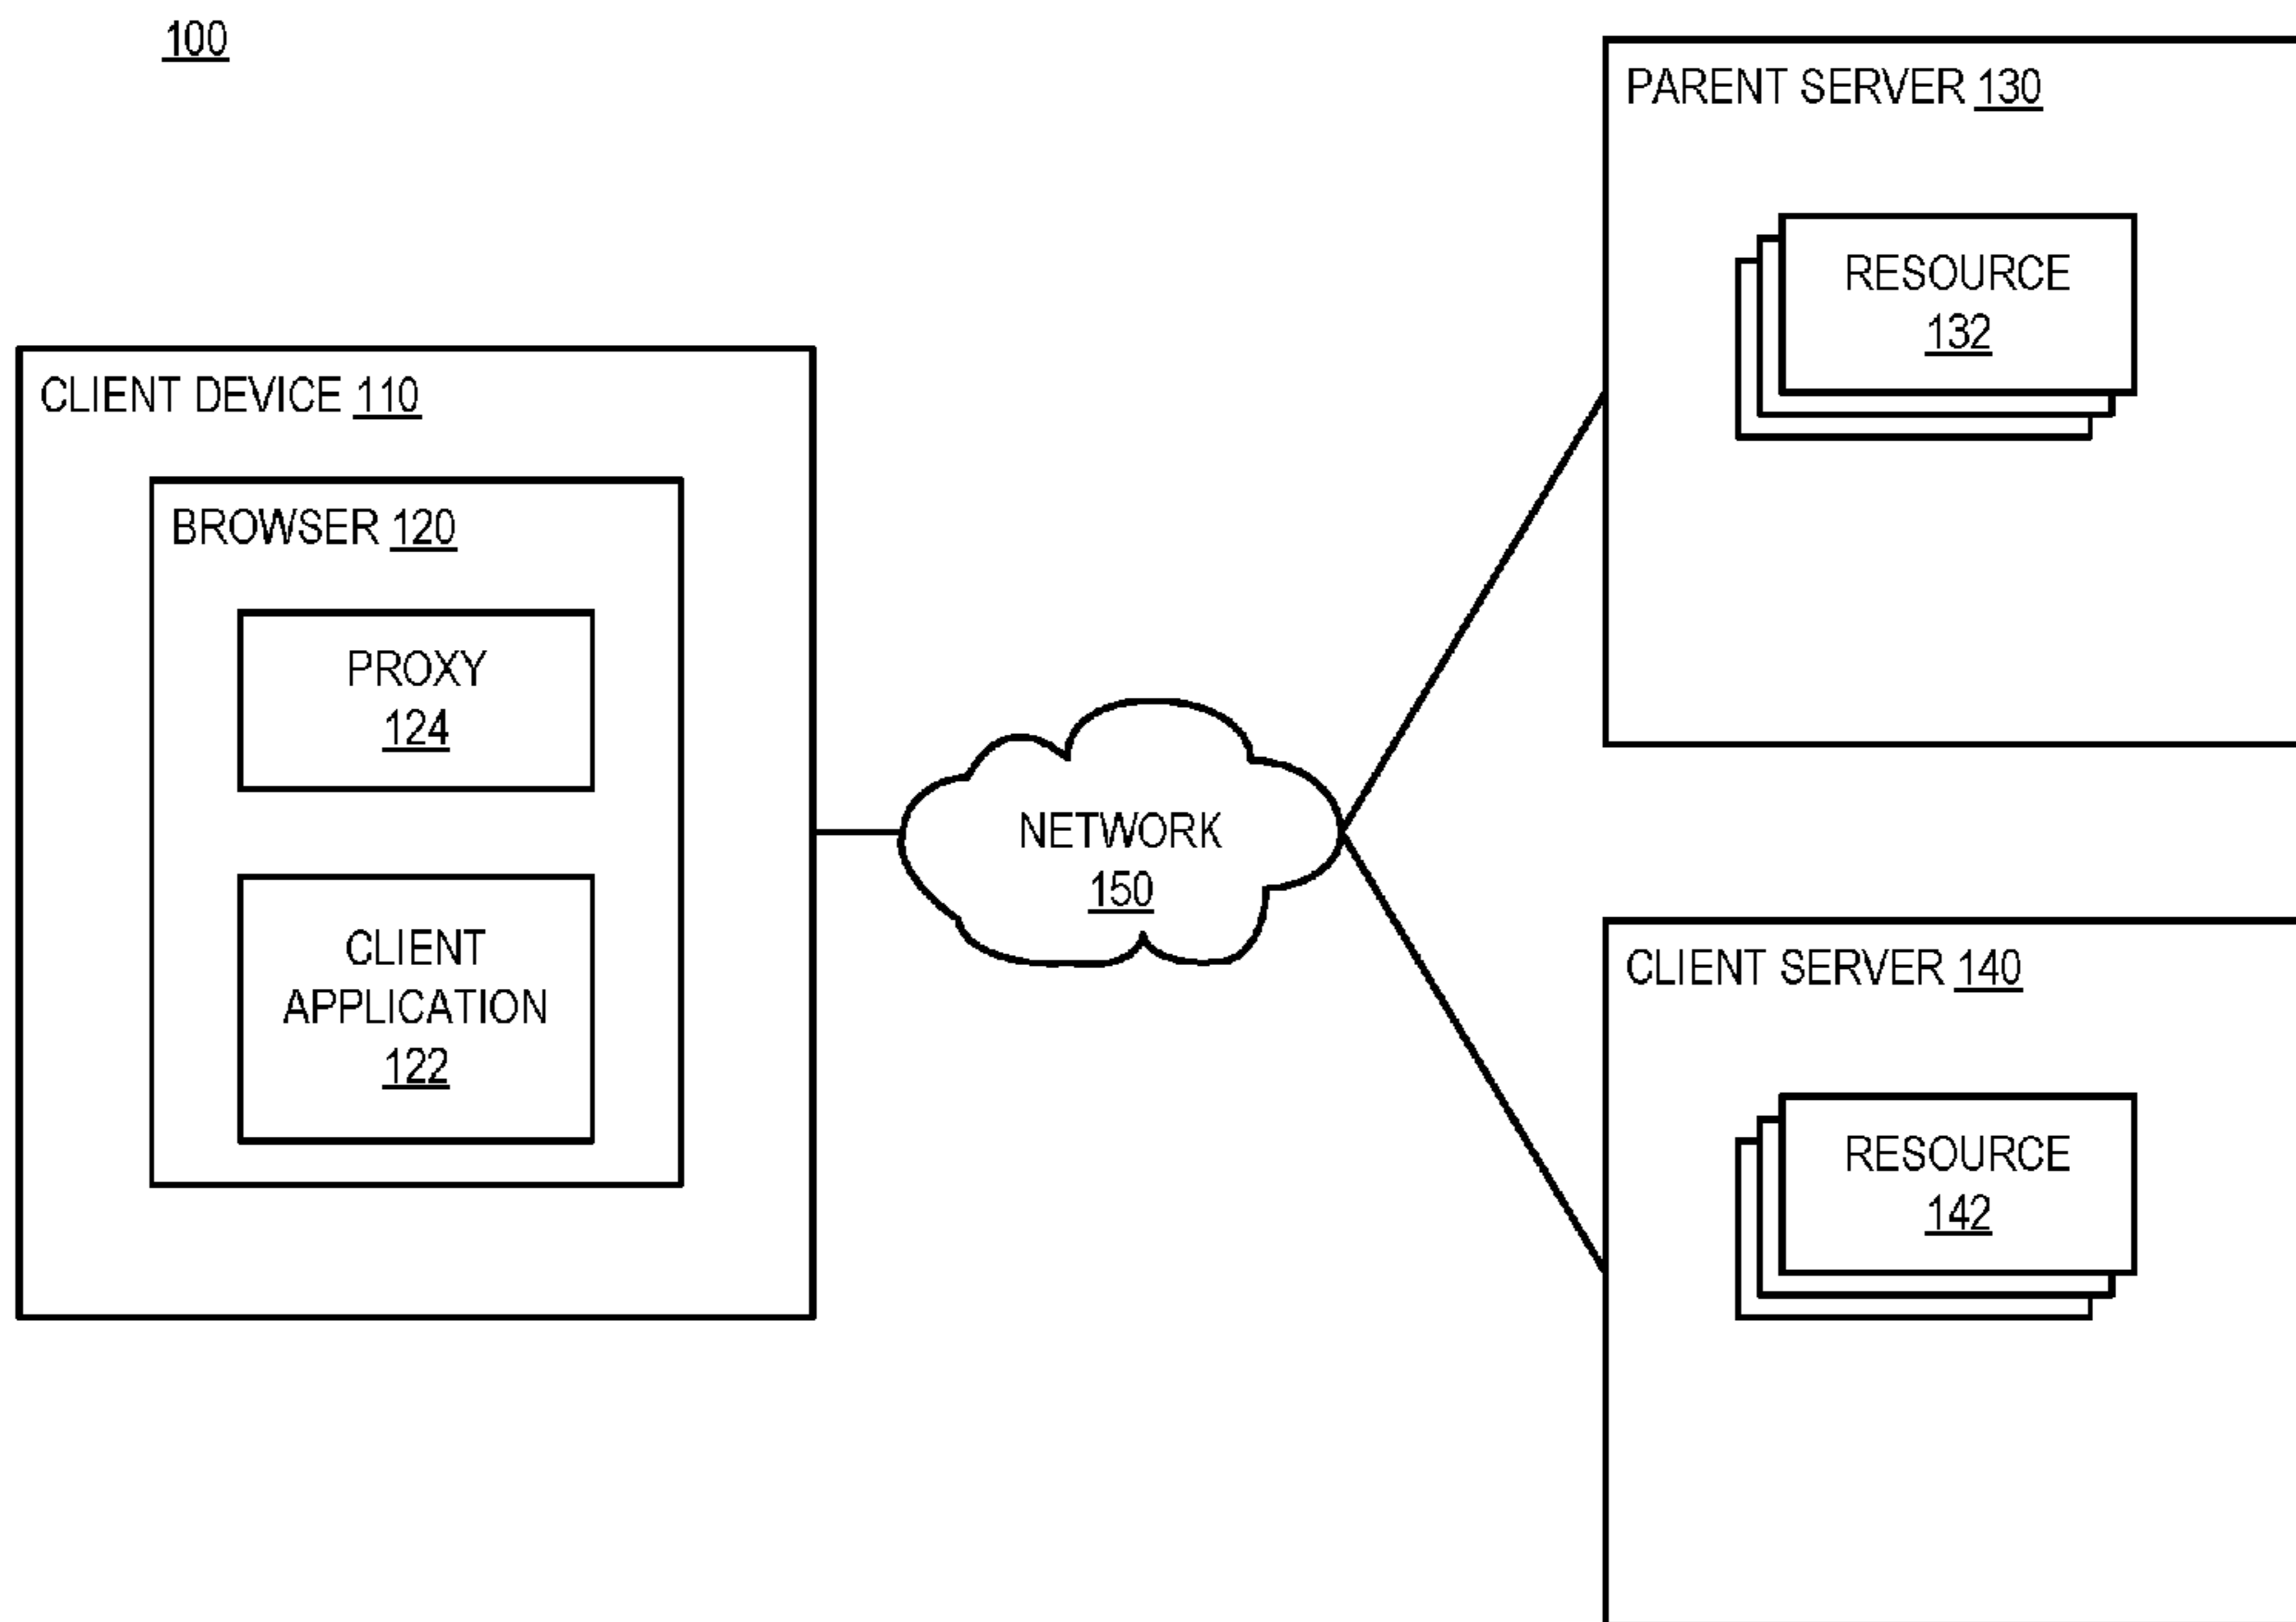 100
CLIENT DEVICE 110
BROWSER 120
PROXY
124
CLIENT
APPLICATION
122
NETWORK
150
PARENT SERVER 130
RESOURCE
132
CLIENT SERVER 140
RESOURCE
142